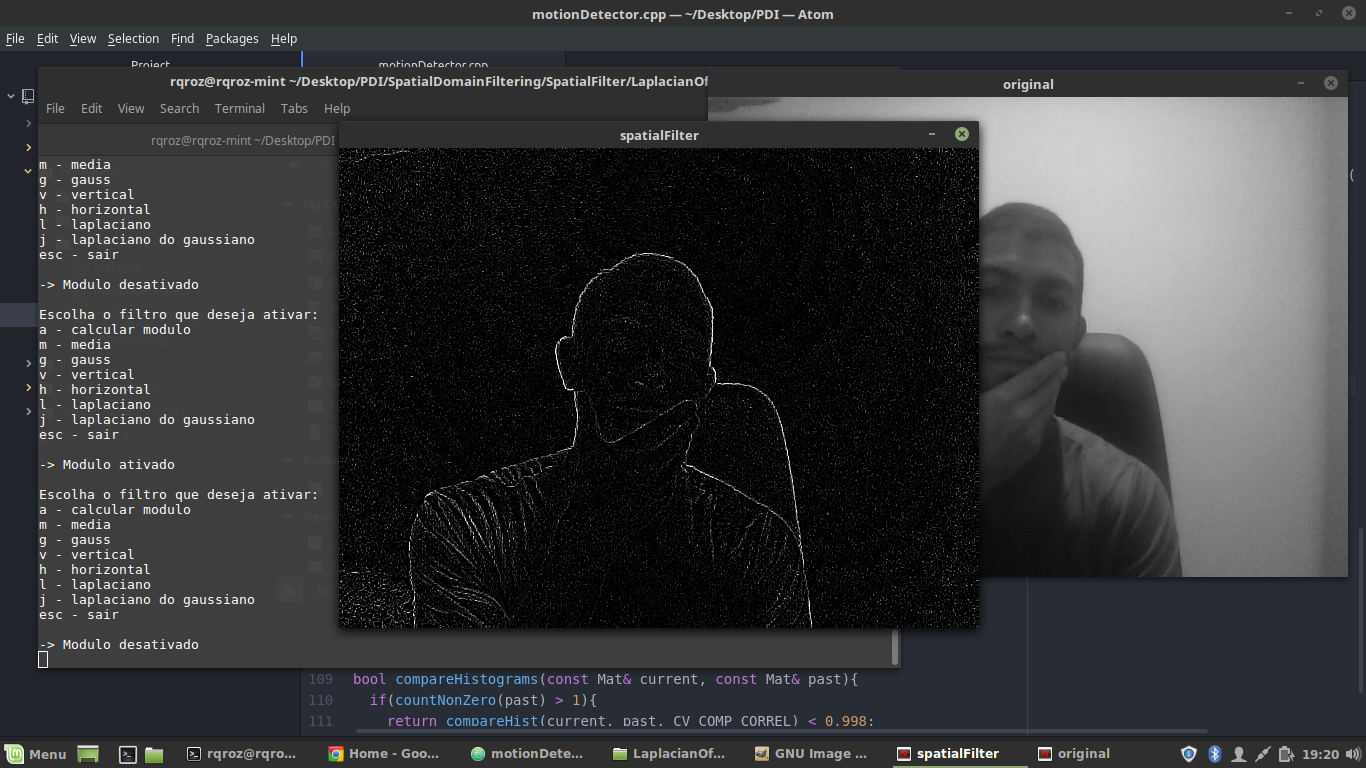 motionDetector.cpp — ~/Desktop/PDI — Atom
File Edit View Selection Find Packages Help
Project
motionDetector.cpp
rqroz@rqroz-mint ~/Desktop/PDI/SpatialDomainFiltering/SpatialFilter/LaplacianOf
File Edit View Search Terminal Tabs Help
rqroz@rqroz-mint ~/Desktop/PDI
original
spatialFilter
m - media
g - gauss
v - vertical
h - horizontal
l - laplaciano
j - laplaciano do gaussiano
esc - sair
-> Modulo desativado
Escolha o filtro que deseja ativar:
a - calcular modulo
m - media
g - gauss
v - vertical
h - horizontal
l - laplaciano
j - laplaciano do gaussiano
esc - sair
-> Modulo ativado
Escolha o filtro que deseja ativar:
a - calcular modulo
m - media
g - gauss
v - vertical
h - horizontal
l - laplaciano
j - laplaciano do gaussiano
esc - sair
-> Modulo desativado
(
109 bool compareHistograms(const Mat& current, const Mat& past){
110 if(countNonZero(past) > 1){
111 return compareHist(current, past, CV_COMP_CORREL) < 0.998;
Menu
rqroz@rqro...
Home - Goo...
motionDete...
LaplacianOf...
GNU Image ...
spatialFilter
original
19:20